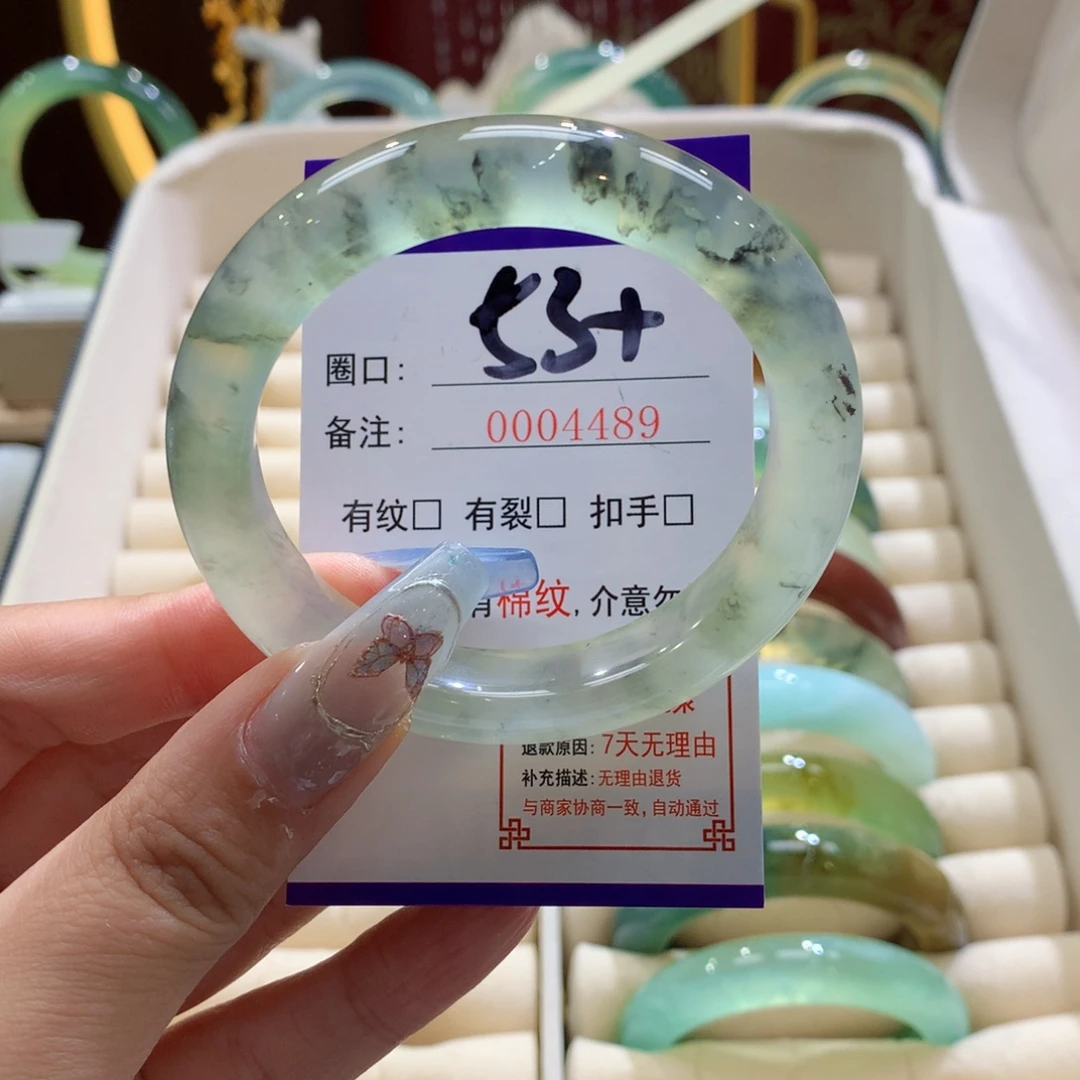 圈口: 53+
备注: 0004489
有纹□ 有裂□ 扣手□
有棉纹, 介意勿
退款原因: 7天无理由
补充描述: 无理由退货
与商家协商一致, 自动通过